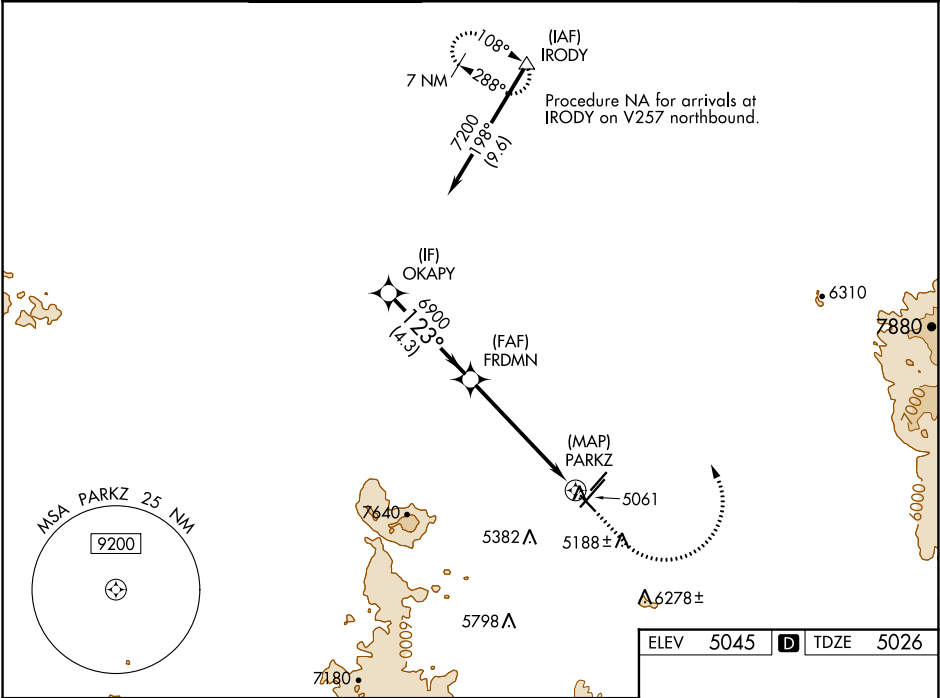 (IAF)
IRODY
108°
288°
7 NM
Procedure NA for arrivals at
IRODY on V257 northbound.
7200
198°
(9.6)
(IF)
OKAPY
6900
123°
(4.3)
(FAF)
FRDMN
6310
7880
7000
6000
(MAP)
PARKZ
5061
7640
5382
5188±
6278±
5798
6000
7180
MSA PARKZ 25 NM
9200
ELEV 5045 D TDZE 5026